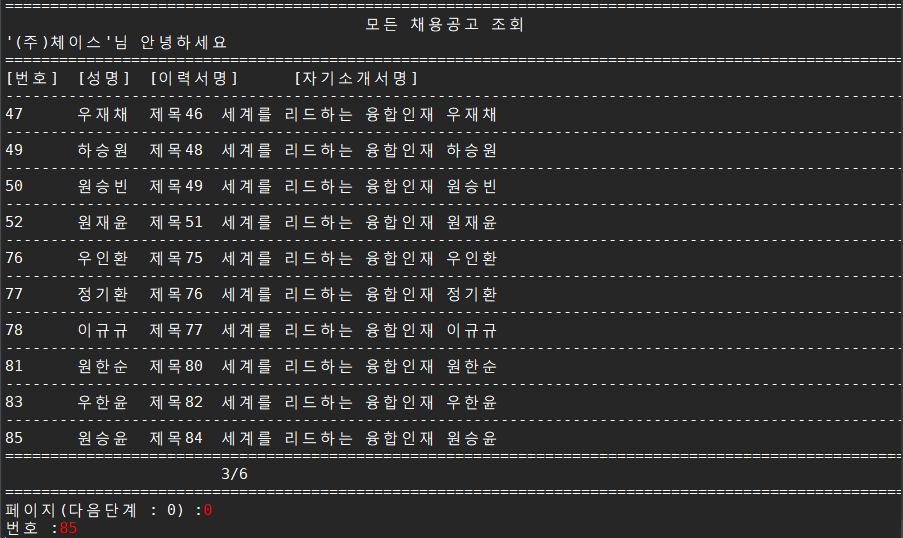 모든 채용공고 조회
'(주)체이스'님 안녕하세요
[번호] [성명] [이력서명] [자기소개서명]
47 우재채 제목46 세계를 리드하는 융합인재 우재채
49 하승원 제목48 세계를 리드하는 융합인재 하승원
50 원승빈 제목49 세계를 리드하는 융합인재 원승빈
52 원재윤 제목51 세계를 리드하는 융합인재 원재윤
76 우인환 제목75 세계를 리드하는 융합인재 우인환
77 정기환 제목76 세계를 리드하는 융합인재 정기환
78 이규규 제목77 세계를 리드하는 융합인재 이규규
81 원한순 제목80 세계를 리드하는 융합인재 원한순
83 우한윤 제목82 세계를 리드하는 융합인재 우한윤
85 원승윤 제목84 세계를 리드하는 융합인재 원승윤
3/6
페이지(다음단계 : 0) :0
번호 :85